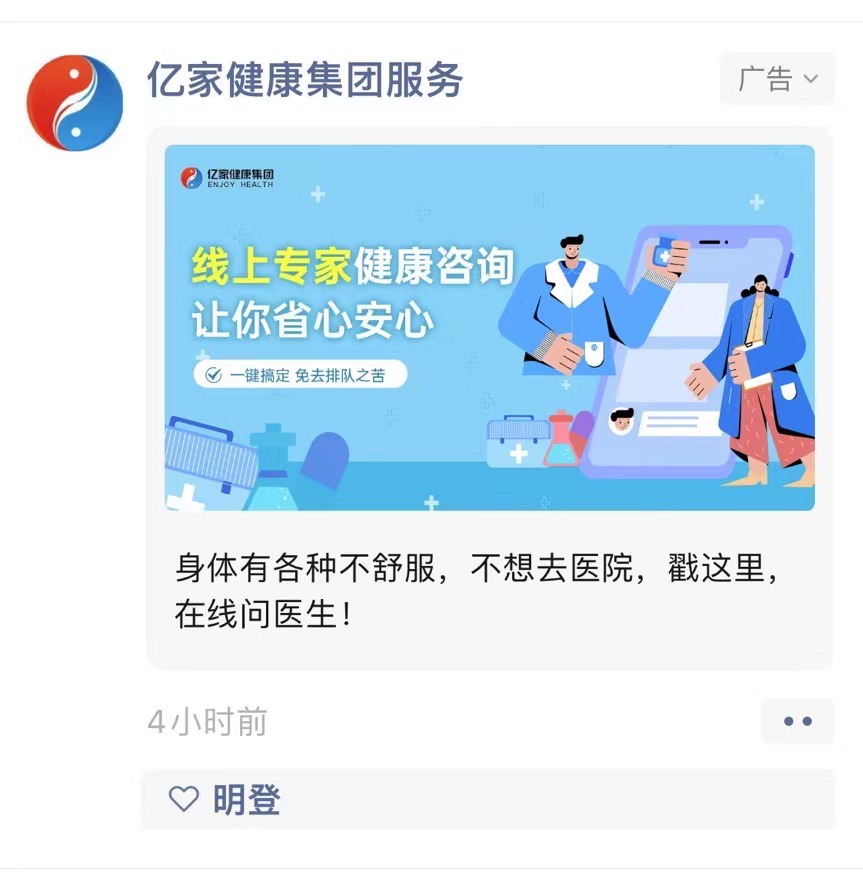 亿家健康集团服务
广告
亿家健康集团
ENJOY HEALTH
线上专家健康咨询
让你省心安心
一键搞定 免去排队之苦
身体有各种不舒服，不想去医院，戳这里，
在线问医生！
4小时前
明登